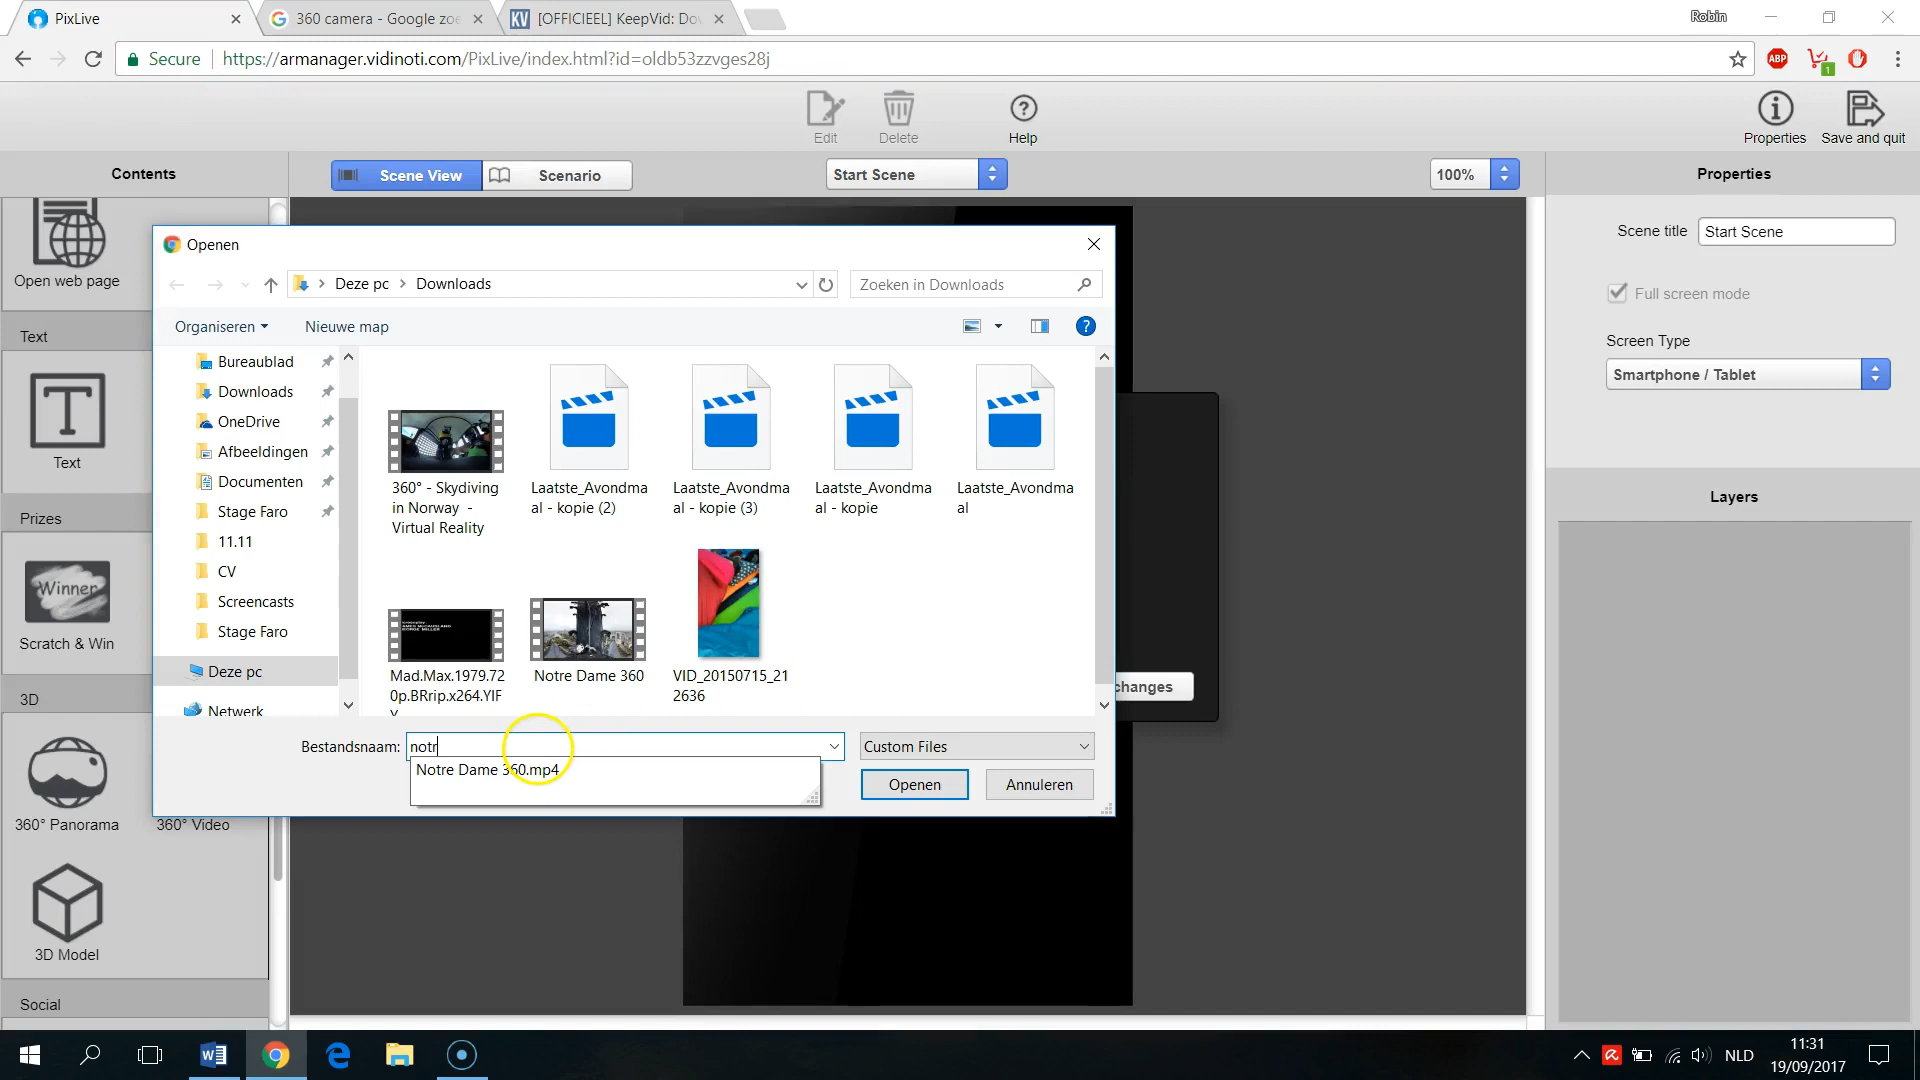 PixLive
360 camera - Google zoe
KV [OFFICIEEL] KeepVid: Dow
Robin
Secure
https://armanager.vidinoti.com/PixLive/index.html?id=oldb53zzvges28j
ABP
1
Edit
Delete
Help
Properties
Save and quit
Contents
Scene View
Scenario
Start Scene
100%
Properties
Open web page
Text
Text
Prizes
Winner
Scratch & Win
3D
360° Panorama
360° Video
3D Model
Social
Openen
Deze pc
Downloads
Zoeken in Downloads
Organiseren
Nieuwe map
Bureaublad
Downloads
OneDrive
Afbeeldingen
Documenten
Stage Faro
11.11
CV
Screencasts
Stage Faro
Deze pc
Netwerk
360° - Skydiving
in Norway -
Virtual Reality
Laatste_Avondma
al - kopie (2)
Laatste_Avondma
al - kopie (3)
Laatste_Avondma
al - kopie
Laatste_Avondma
al
Mad.Max.1979.72
0p.BRrip.x264.YIF
Y
Notre Dame 360
VID_20150715_21
2636
Bestandsnaam:
notr
Notre Dame 360.mp4
Custom Files
Openen
Annuleren
changes
Scene title
Start Scene
Full screen mode
Screen Type
Smartphone / Tablet
Layers
NLD
11:31
19/09/2017